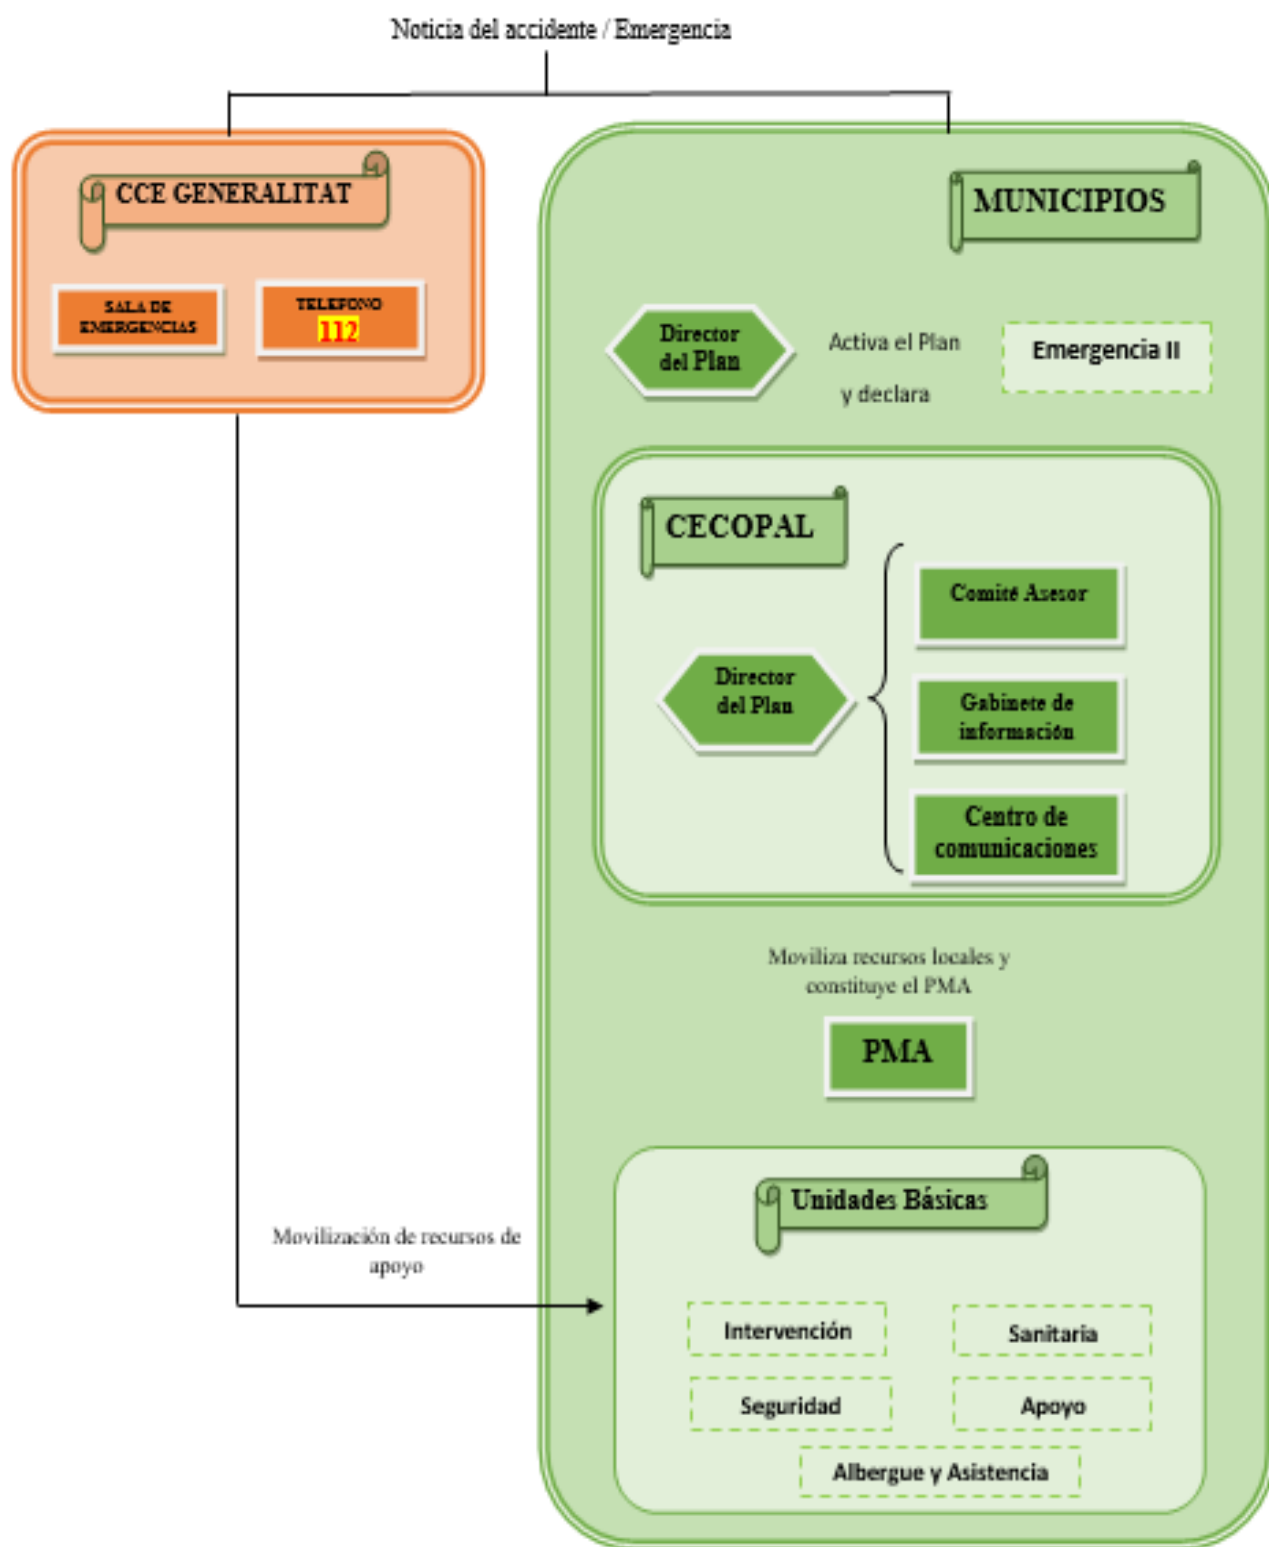 Noticia del accidente / Emergencia
CCE GENERALITAT
SALA DE
EMERGENCIAS
TELEFONO
112
MUNICIPIOS
Director
del Plan
Activa el Plan
y declara
Emergencia II
CECOPAL
Director
del Plan
Comité Asesor
Gabinete de
información
Centro de
comunicaciones
Moviliza recursos locales y
constituye el PMA
PMA
Movilización de recursos de
apoyo
Unidades Básicas
Intervención
Sanitaria
Seguridad
Apoyo
Albergue y Asistencia